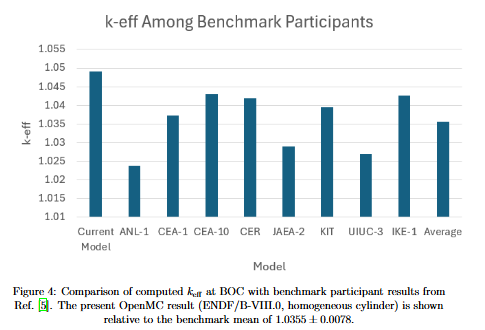 k-eff Among Benchmark Participants
1.055
1.05
1.045
1.04
1.035
1.03
1.025
1.02
1.015
1.01
k-eff
Current Model ANL-1 CEA-1 CEA-10 CER JAEA-2 KIT UIUC-3 IKE-1 Average
Model
Figure 4: Comparison of computed k_eff at BOC with benchmark participant results from
Ref. [5]. The present OpenMC result (ENDF/B-VIII.0, homogeneous cylinder) is shown
relative to the benchmark mean of 1.0355 ± 0.0078.